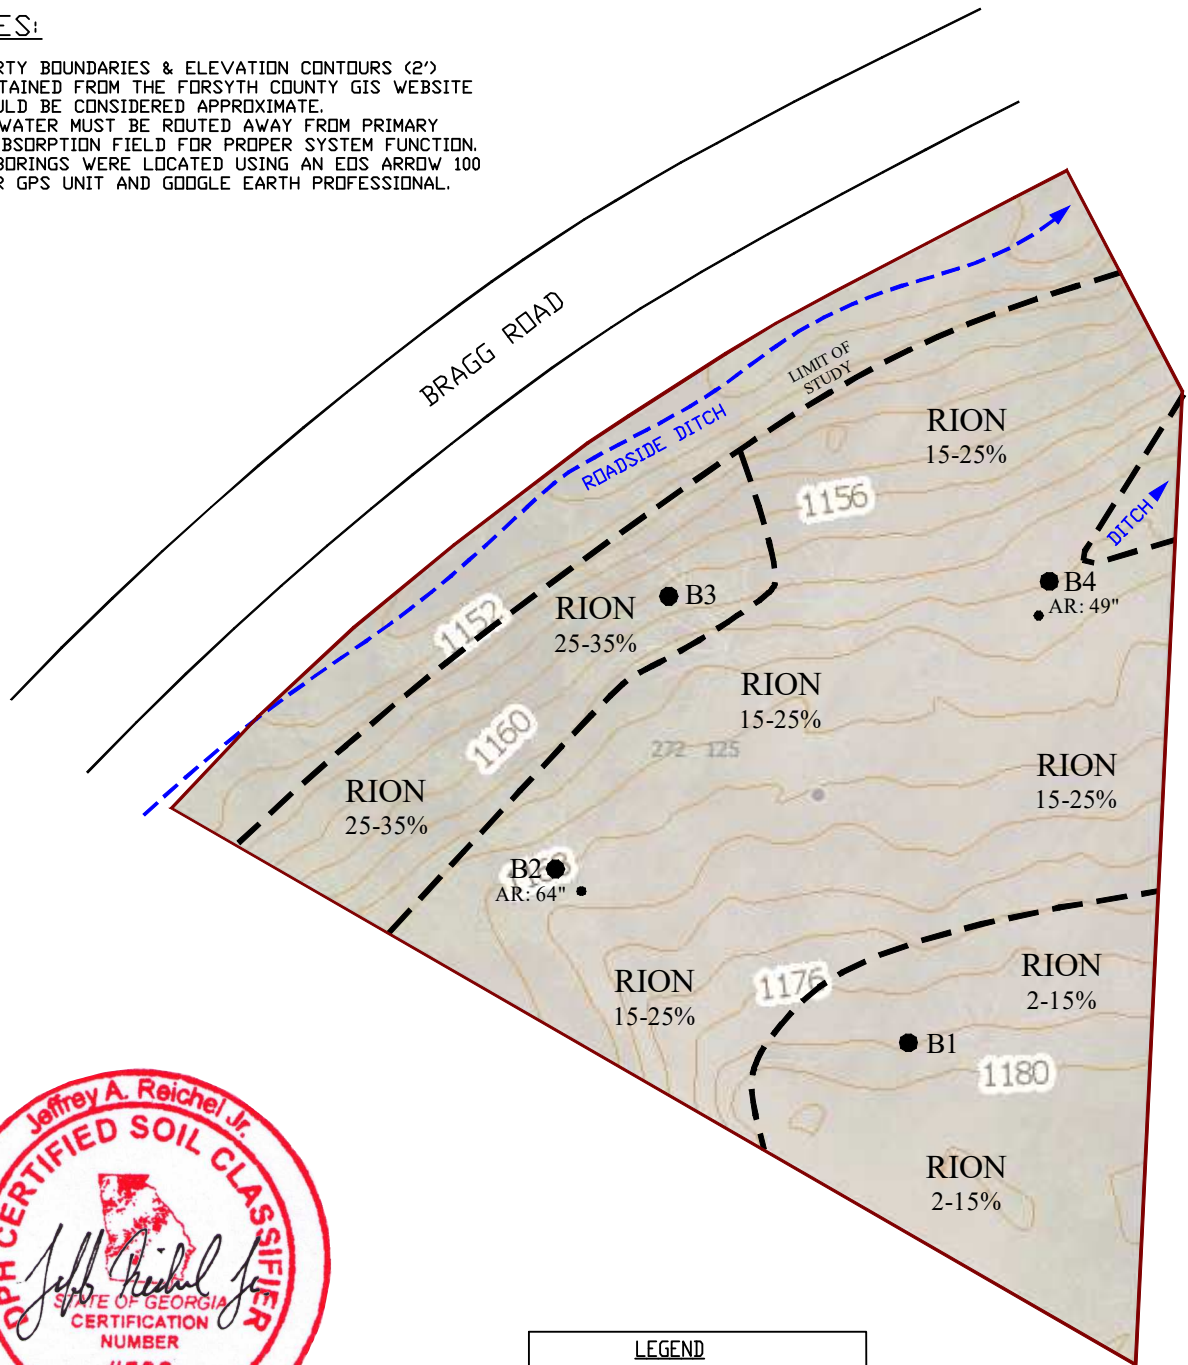 ES:
RTY BOUNDARIES & ELEVATION CONTOURS (2')
TAINED FROM THE FORSYTH COUNTY GIS WEBSITE
ULD BE CONSIDERED APPROXIMATE.
WATER MUST BE ROUTED AWAY FROM PRIMARY
BSORPTION FIELD FOR PROPER SYSTEM FUNCTION.
BORINGS WERE LOCATED USING AN EOS ARROW 100
R GPS UNIT AND GOOGLE EARTH PROFESSIONAL.
BRAGG ROAD
LIMIT OF
STUDY
ROADSIDE DITCH
RION
15-25%
1156
DITCH
B4
AR: 49"
B3
RION
25-35%
1152
RION
15-25%
1160
272 125
RION
15-25%
RION
25-35%
B2
AR: 64"
RION
15-25%
1176
RION
2-15%
B1
1180
RION
2-15%
Jeffrey A. Reichel Jr.
DPH CERTIFIED SOIL CLASSIFIER
STATE OF GEORGIA
CERTIFICATION
NUMBER
LEGEND